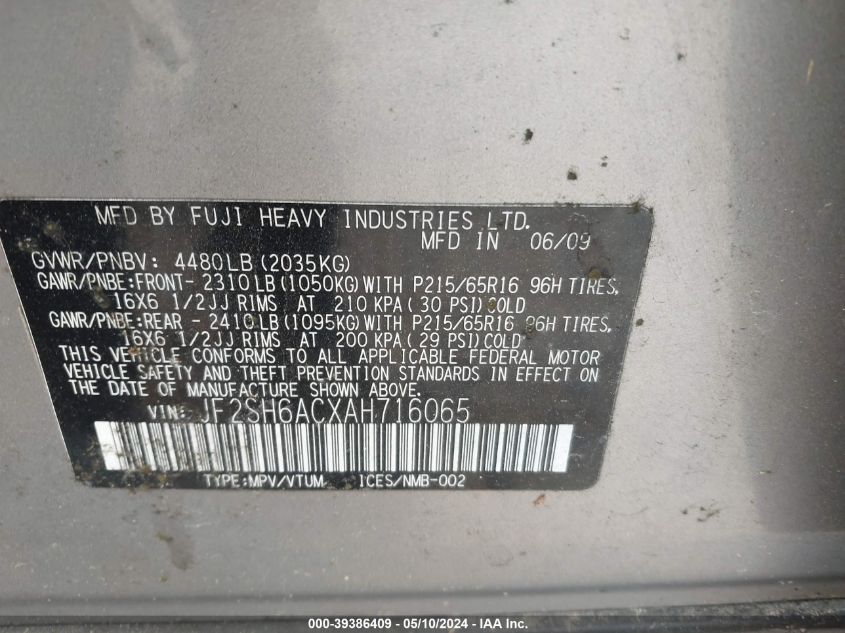 MFD BY FUJI HEAVY INDUSTRIES LTD.
MFD IN 06/09
GVWR/PNBV: 4480LB(2035KG)
GAWR/PNBE:FRONT- 2310LB(1050KG)WITH P215/65R16 96H TIRES,
16X6 1/2JJ RIMS AT 210 KPA(30 PSI)COLD
GAWR/PNBE:REAR - 2410LB(1095KG)WITH P215/65R16 96H TIRES,
16X6 1/2JJ RIMS AT 200 KPA(29 PSI)COLD
THIS VEHICLE CONFORMS TO ALL APPLICABLE FEDERAL MOTOR
VEHICLE SAFETY AND THEFT PREVENTION STANDARDS IN EFFECT ON
THE DATE OF MANUFACTURE SHOWN ABOVE.
VIN: JF2SH6ACXAH716065
TYPE:MPV/VTUM ICES/NMB-002
000-39386409 - 05/10/2024 - IAA Inc.